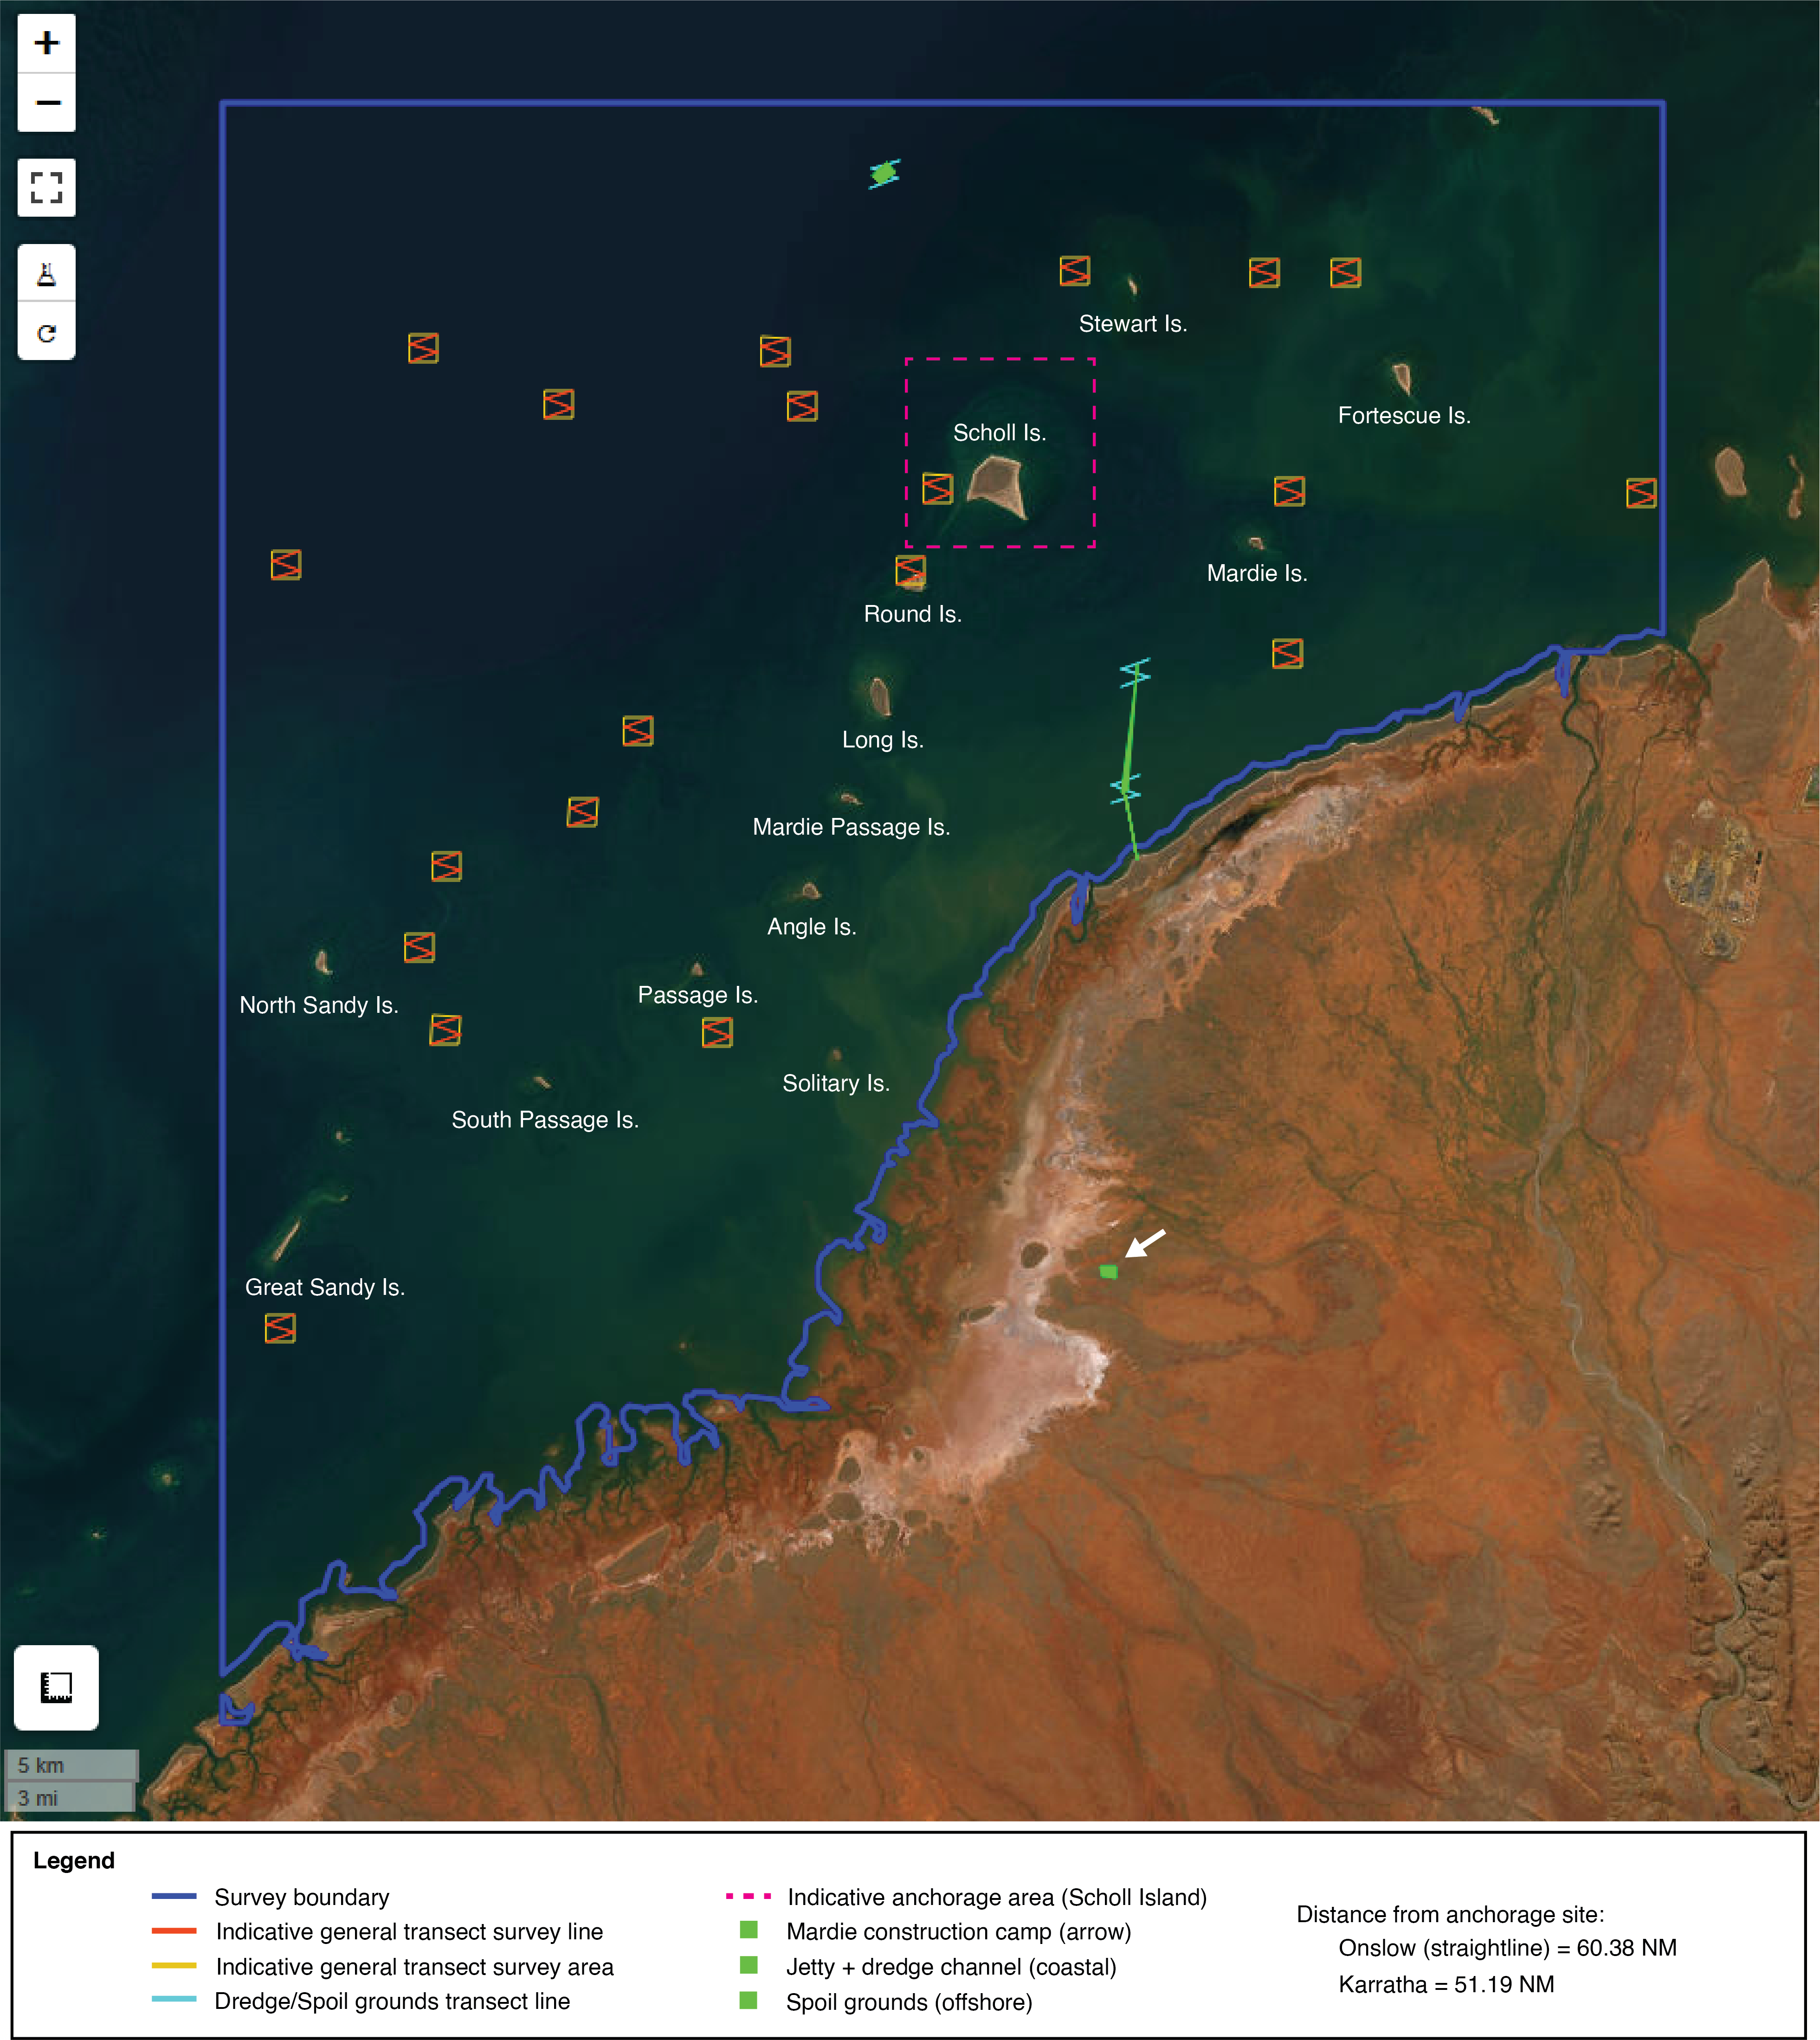 +
−
Stewart Is.
Fortescue Is.
Scholl Is.
Mardie Is.
Round Is.
Long Is.
Mardie Passage Is.
Angle Is.
North Sandy Is.
Passage Is.
Solitary Is.
South Passage Is.
Great Sandy Is.
5 km
3 mi
Legend
Survey boundary
Indicative general transect survey line
Indicative general transect survey area
Dredge/Spoil grounds transect line
Indicative anchorage area (Scholl Island)
Mardie construction camp (arrow)
Jetty + dredge channel (coastal)
Spoil grounds (offshore)
Distance from anchorage site:
Onslow (straightline) = 60.38 NM
Karratha = 51.19 NM